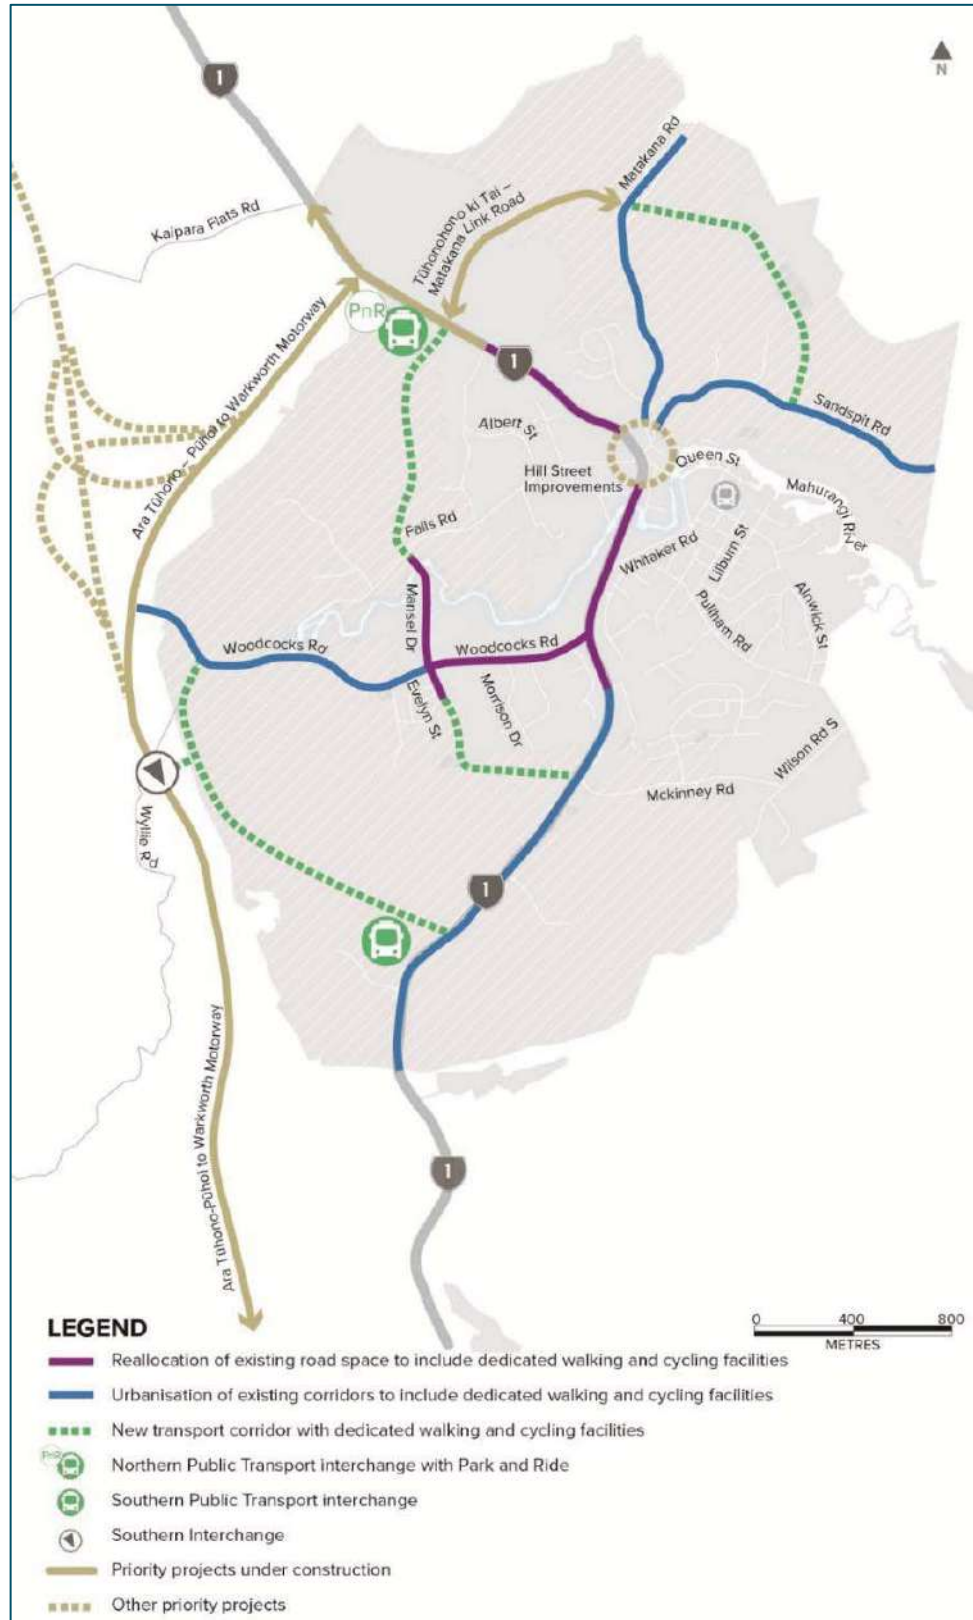 1
N
Matakana Rd
Kaipara Flats Rd
Tūhonohono ki Tai –
Matakana Link Road
PnR
Ara Tūhono – Pūhoi to Warkworth Motorway
1
Albert St
Sandspit Rd
Hill Street
Improvements
Queen St
Mahurangi River
Falls Rd
Whitaker Rd
Lilburn St
Pulham Rd
Alnwick St
Mansel Dr
Woodcocks Rd
Woodcocks Rd
Evelyn St
Morrison Dr
Wilson Rd S
Mckinney Rd
Wyllie Rd
1
Ara Tūhono-Pūhoi to Warkworth Motorway
1
LEGEND
0 400 800
METRES
Reallocation of existing road space to include dedicated walking and cycling facilities
Urbanisation of existing corridors to include dedicated walking and cycling facilities
New transport corridor with dedicated walking and cycling facilities
PnR
Northern Public Transport interchange with Park and Ride
Southern Public Transport interchange
Southern Interchange
Priority projects under construction
Other priority projects